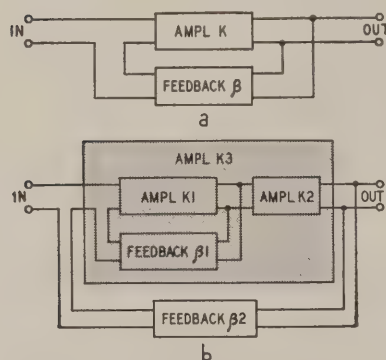 AMPL K
IN
OUT
FEEDBACK β
a
AMPL K3
IN
AMPL K1
AMPL K2
OUT
FEEDBACK β1
FEEDBACK β2
b